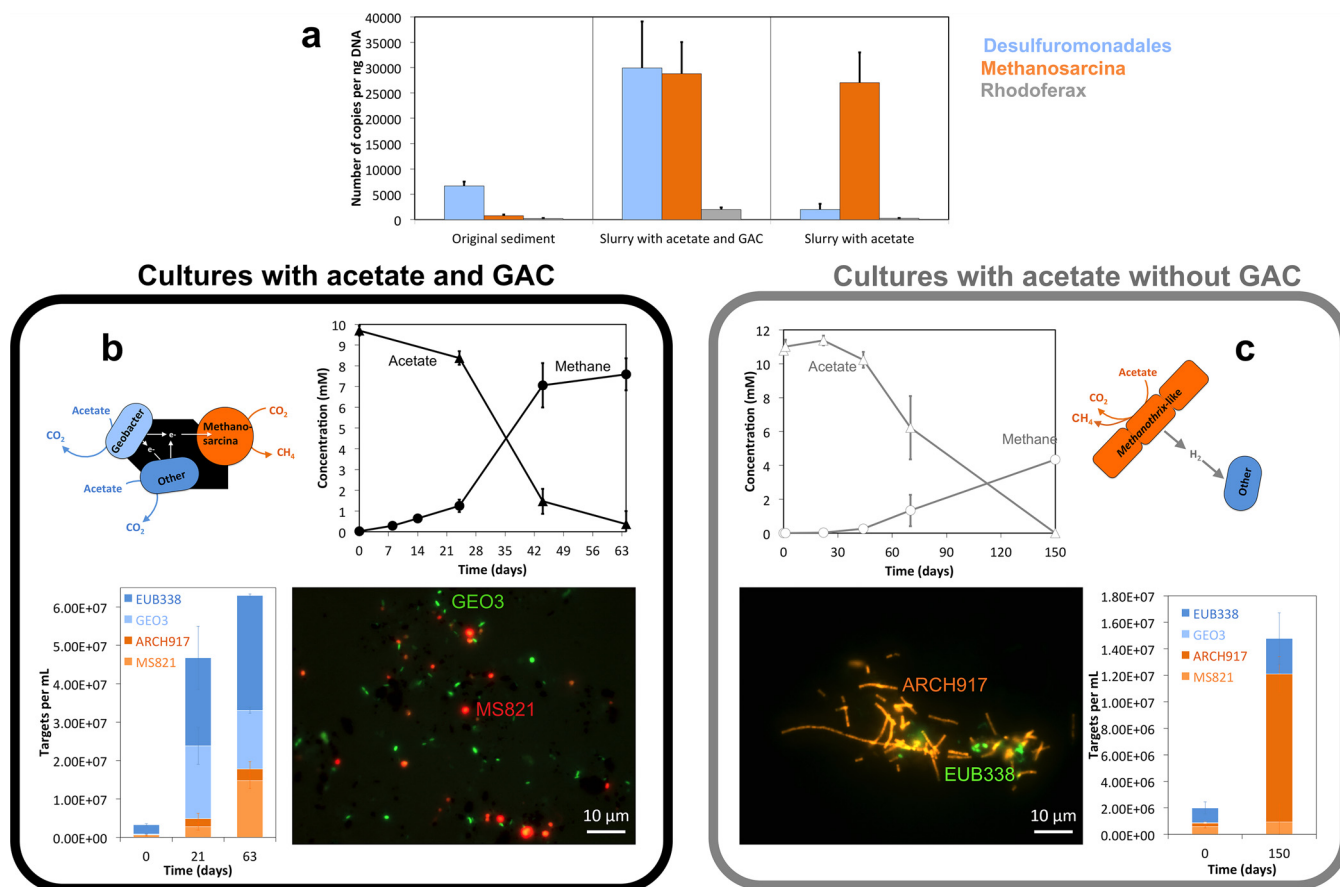 a
Number of copies per ng DNA
40000
35000
30000
25000
20000
15000
10000
5000
0
Original sediment
Slurry with acetate and GAC
Slurry with acetate
Desulfuromonadales
Methanosarcina
Rhodoferax
Cultures with acetate and GAC
b
Acetate
CO2
Geobacter
e-
e-
Methano-
sarcina
CO2
CH4
Other
Acetate
CO2
Concentration (mM)
10
9
8
7
6
5
4
3
2
1
0
Acetate
Methane
0 7 14 21 24 28 35 42 49 56 63
Time (days)
Targets per mL
6.00E+07
5.00E+07
4.00E+07
3.00E+07
2.00E+07
1.00E+07
0.00E+00
EUB338
GEO3
ARCH917
MS821
0 21 63
Time (days)
GEO3
MS821
10 µm
Cultures with acetate without GAC
c
Concentration (mM)
12
10
8
6
4
2
0
Acetate
Methane
0 30 60 90 120 150
Time (days)
Acetate
CO2
CH4
Methanothrix-like
H2
Other
ARCH917
EUB338
10 µm
Targets per mL
1.80E+07
1.60E+07
1.40E+07
1.20E+07
1.00E+07
8.00E+06
6.00E+06
4.00E+06
2.00E+06
0.00E+00
EUB338
GEO3
ARCH917
MS821
0 150
Time (days)